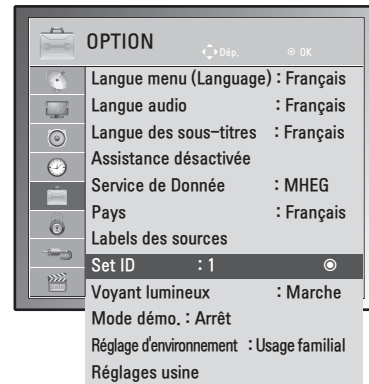 OPTION Dép. OK
Langue menu (Language) : Français
Langue audio : Français
Langue des sous-titres : Français
Assistance désactivée
Service de Donnée : MHEG
Pays : Français
Labels des sources
Set ID : 1
Voyant lumineux : Marche
Mode démo. : Arrêt
Réglage d'environnement : Usage familial
Réglages usine